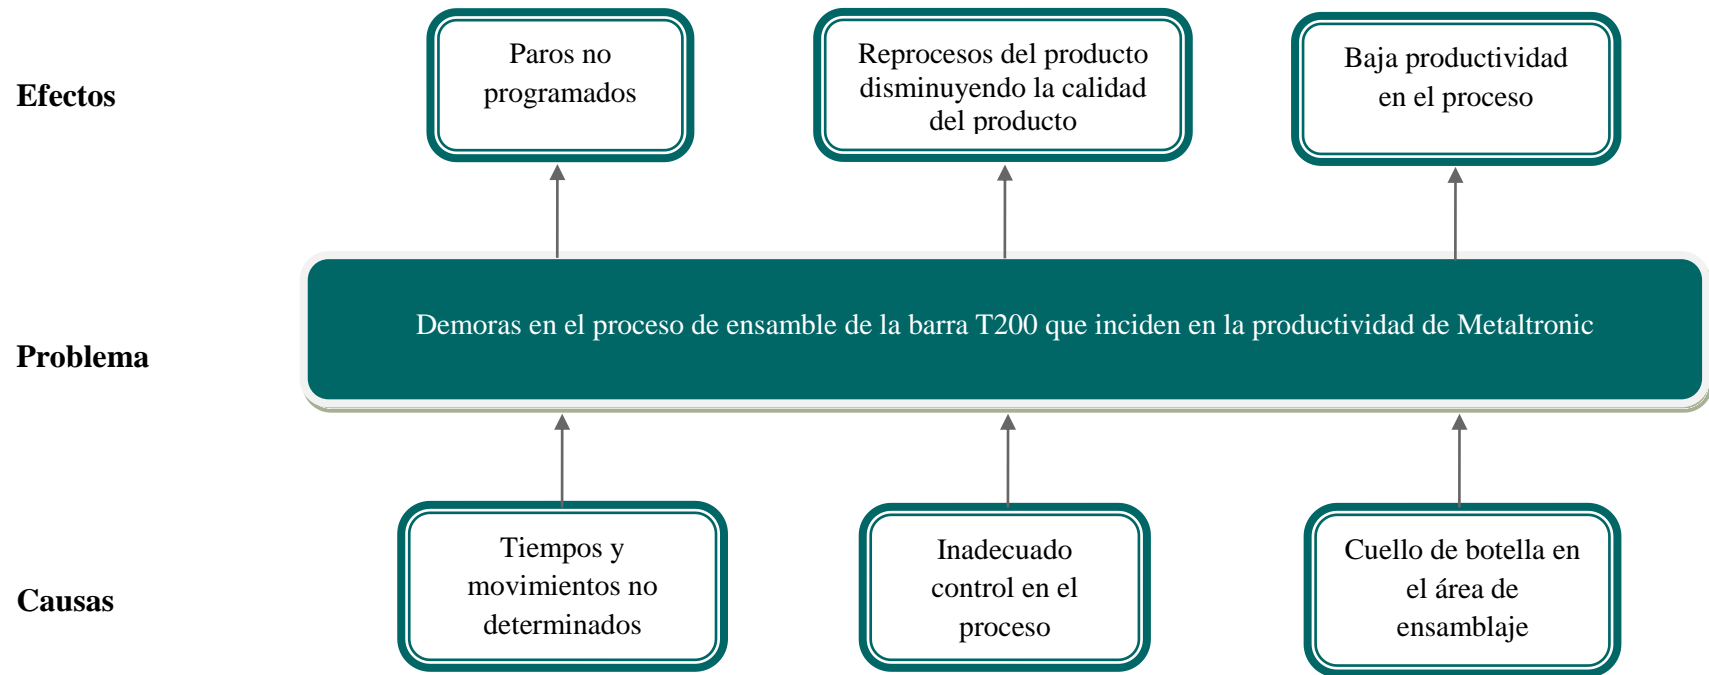 Efectos
Paros no
programados
Reprocesos del producto
disminuyendo la calidad
del producto
Baja productividad
en el proceso
Problema
Demoras en el proceso de ensamble de la barra T200 que inciden en la productividad de Metaltronic
Causas
Tiempos y
movimientos no
determinados
Inadecuado
control en el
proceso
Cuello de botella en
el área de
ensamblaje